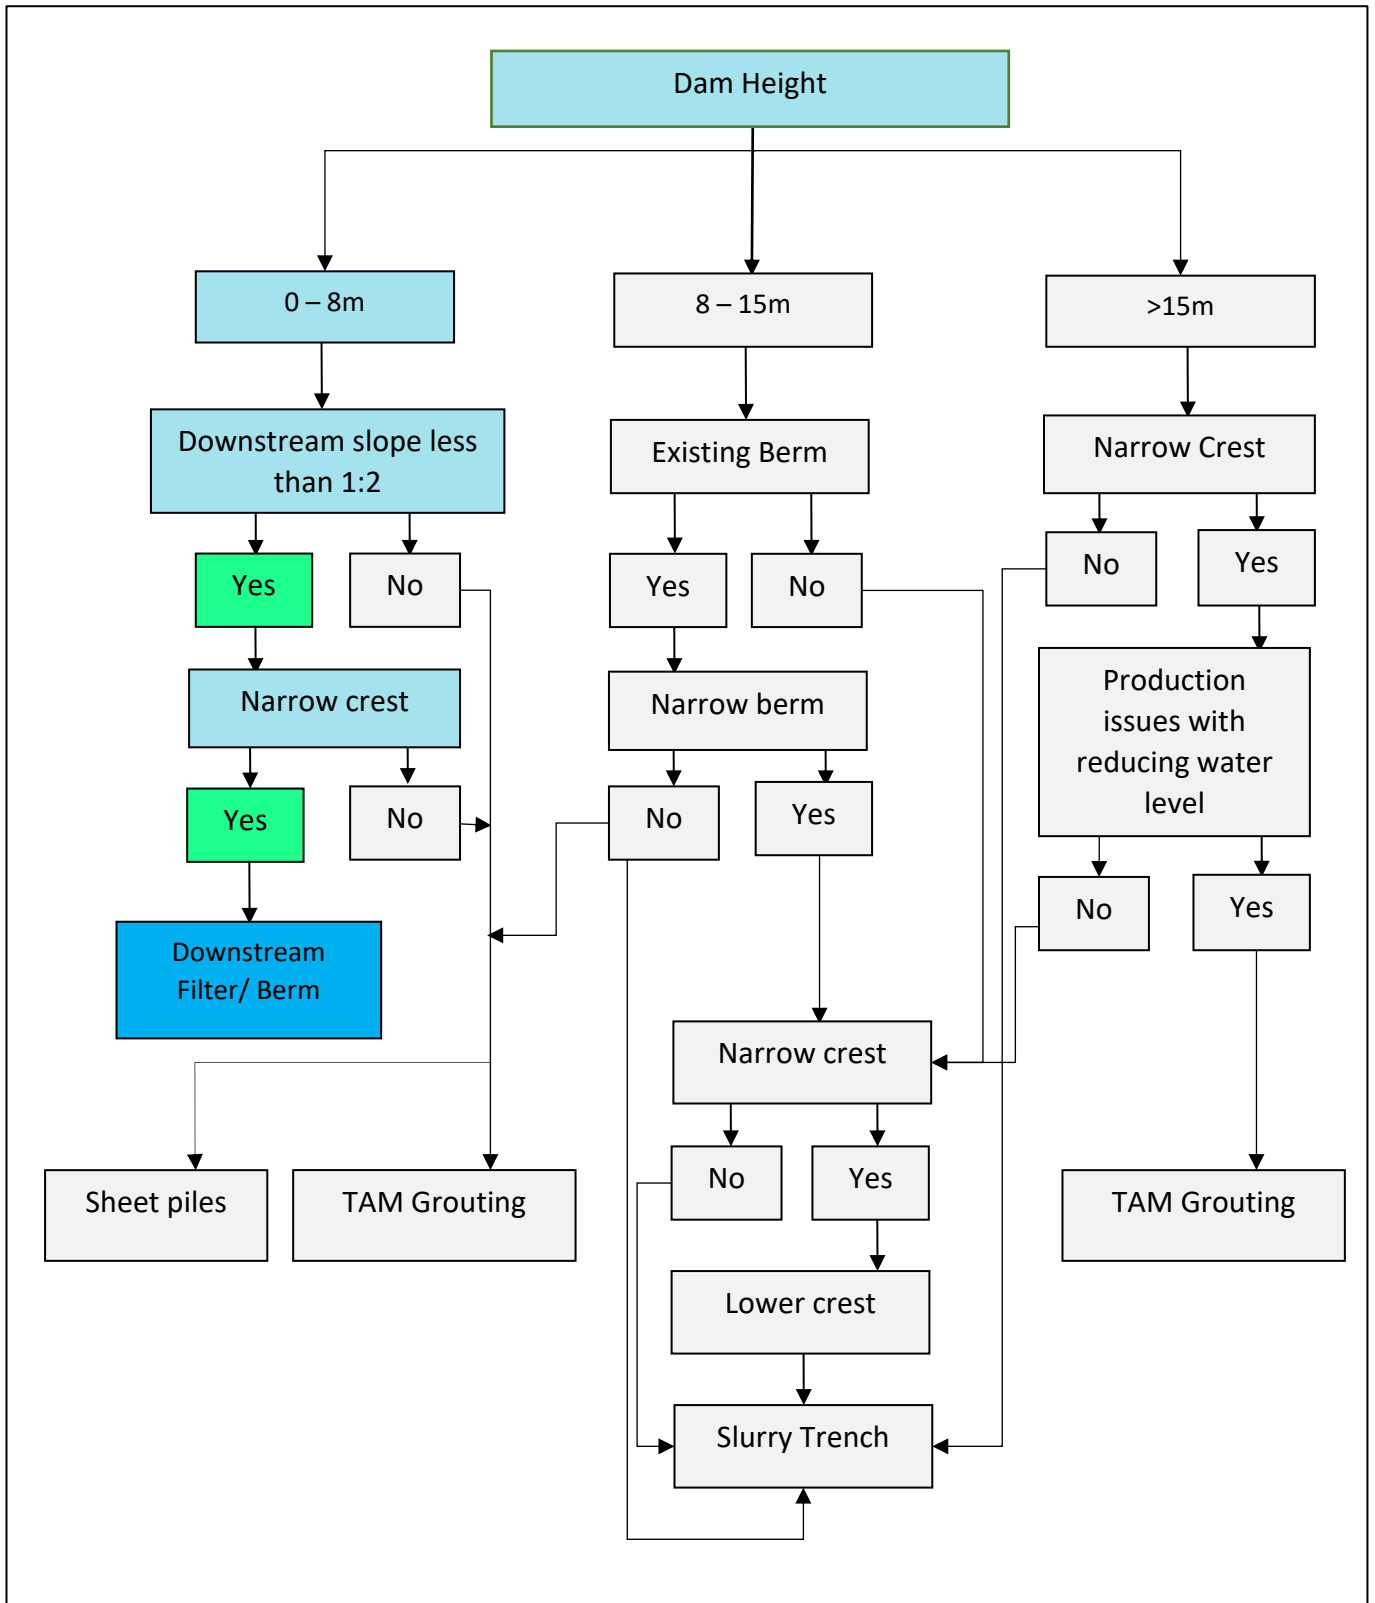 Dam Height
0 – 8m
8 – 15m
>15m
Downstream slope less
than 1:2
Existing Berm
Narrow Crest
Yes
No
Yes
No
No
Yes
Narrow crest
Narrow berm
Production
issues with
reducing water
level
Yes
No
No
Yes
No
Yes
Downstream
Filter/ Berm
Narrow crest
No
Yes
Sheet piles
TAM Grouting
TAM Grouting
Lower crest
Slurry Trench